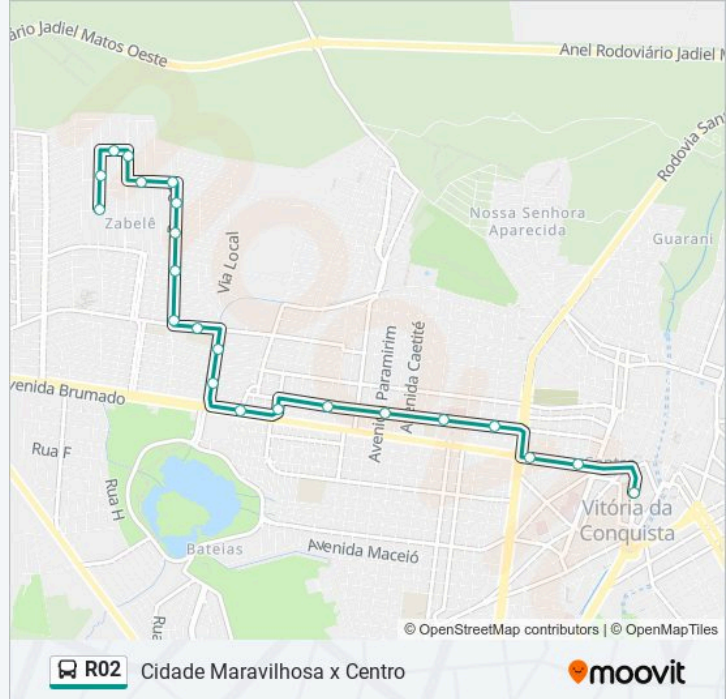 ário Jadiel Matos Oeste
Anel Rodoviário Jadiel M
Rodovia San
Nossa Senhora
Aparecida
Guarani
Zabelê
Via Local
Avenida Paramirim
Avenida Caetité
venida Brumado
Rua F
Rua H
Centro
Vitória da
Conquista
Bateias
Avenida Maceió
Rua
© OpenStreetMap contributors | © OpenMapTiles
R02 Cidade Maravilhosa x Centro
moovit